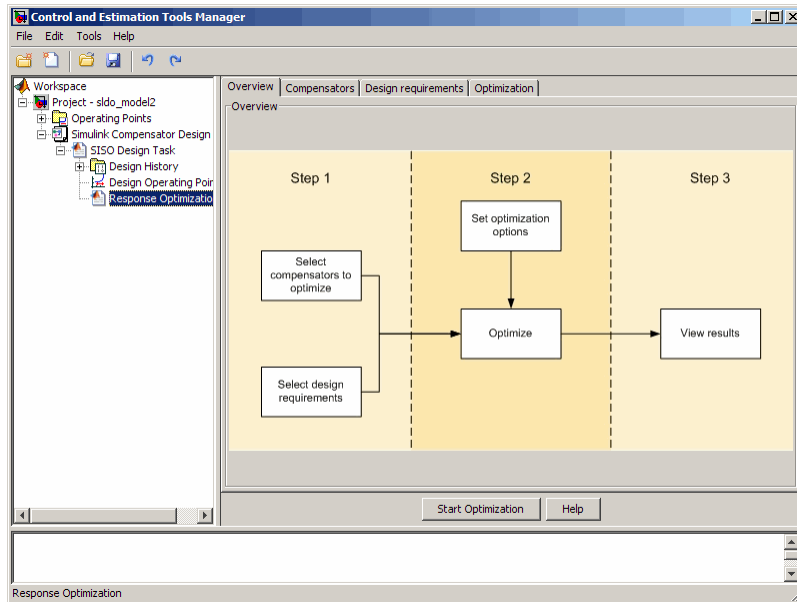 Control and Estimation Tools Manager
File Edit Tools Help
Workspace
Project - sldo_model2
Operating Points
Simulink Compensator Design
SISO Design Task
Design History
Design Operating Poin
Response Optimizatio
Overview Compensators Design requirements Optimization
Overview
Step 1 Step 2 Step 3
Set optimization
options
Select
compensators to
optimize
Optimize
View results
Select design
requirements
Start Optimization Help
Response Optimization